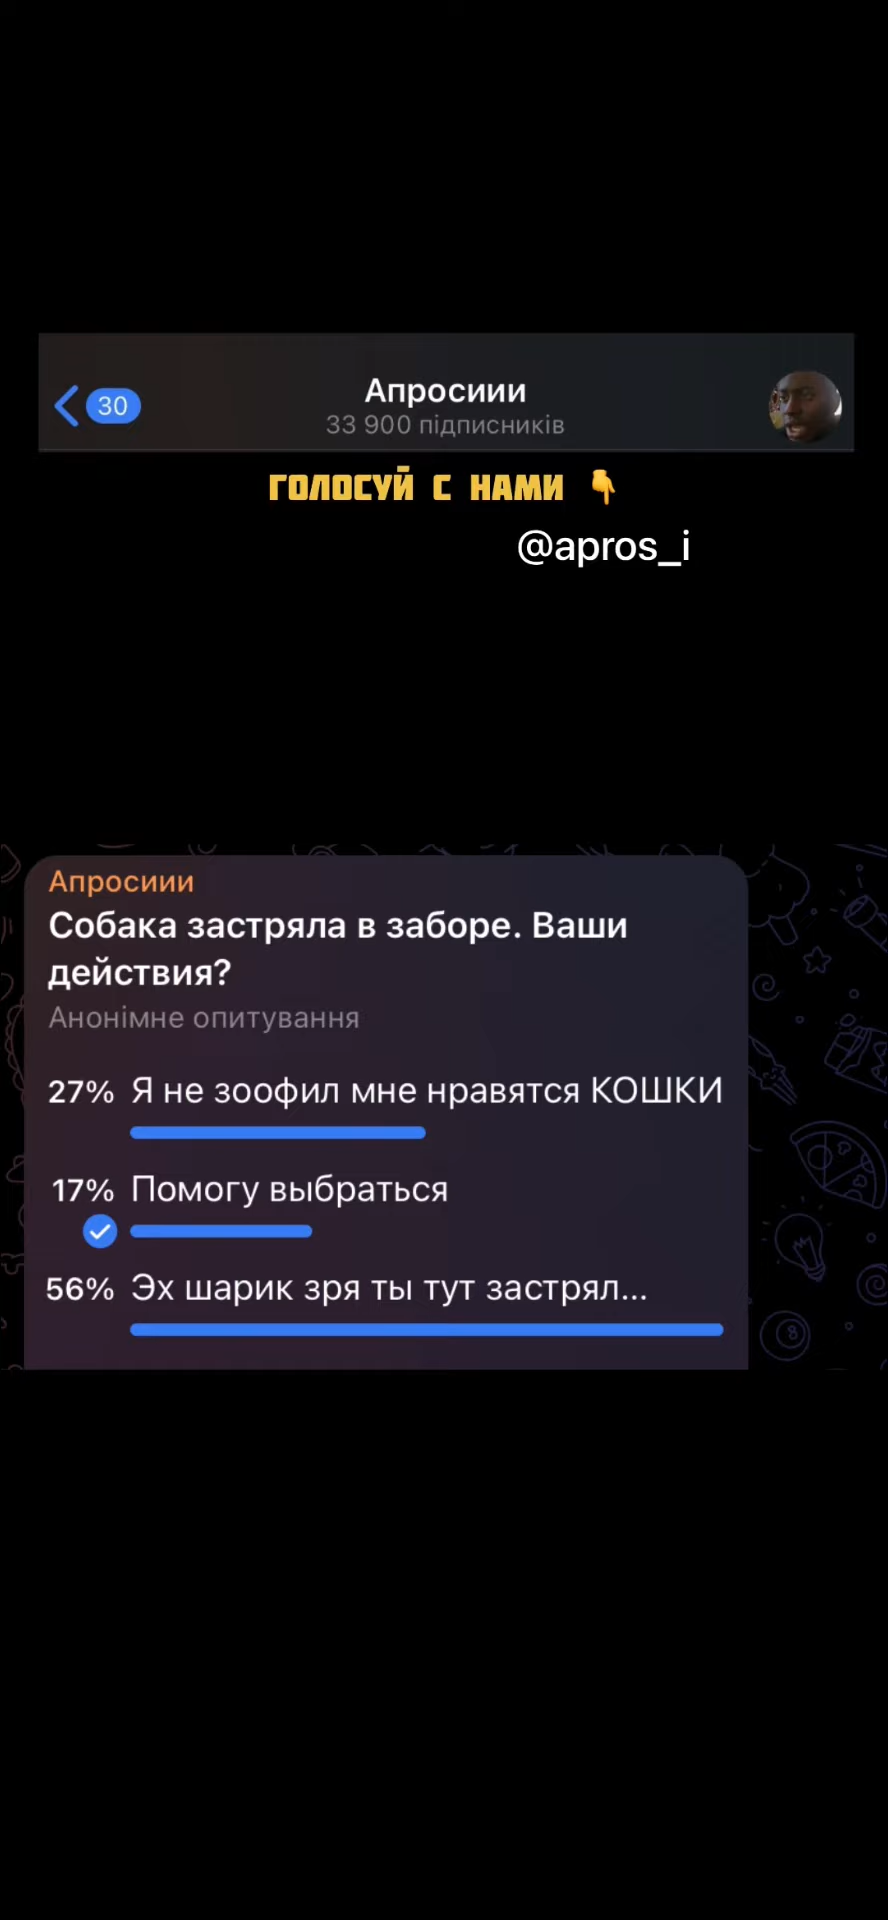 30
Апросиии
33 900 підписників
ГОЛОСУЙ С НАМИ 👇
@apros_i
Апросиии
Собака застряла в заборе. Ваши
действия?
Анонімне опитування
27% Я не зоофил мне нравятся КОШКИ
17% Помогу выбраться
56% Эх шарик зря ты тут застрял...